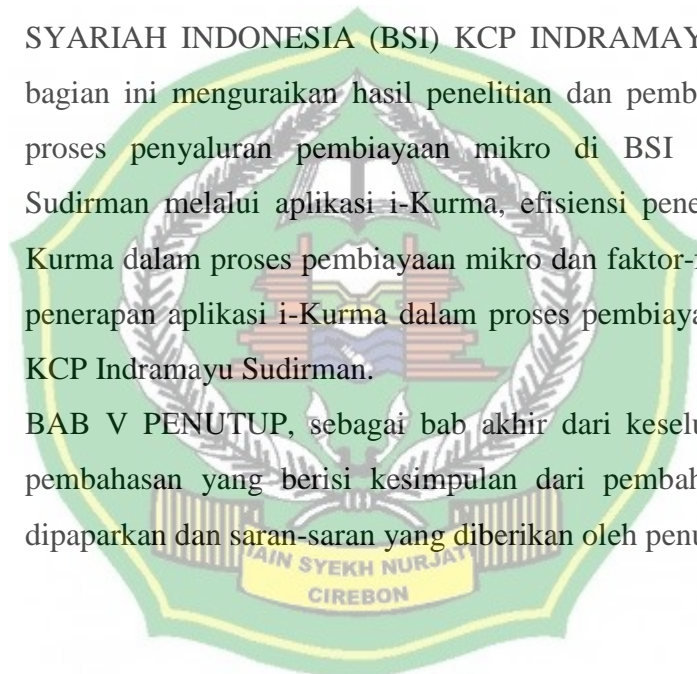 SYARIAH INDONESIA (BSI) KCP INDRAMAY
bagian ini menguraikan hasil penelitian dan pemb
proses penyaluran pembiayaan mikro di BSI
Sudirman melalui aplikasi i-Kurma, efisiensi pene
Kurma dalam proses pembiayaan mikro dan faktor-
penerapan aplikasi i-Kurma dalam proses pembiaya
KCP Indramayu Sudirman.
BAB V PENUTUP, sebagai bab akhir dari kesel
pembahasan yang berisi kesimpulan dari pembah
dipaparkan dan saran-saran yang diberikan oleh penu
IAIN SYEKH NURJATI
CIREBON